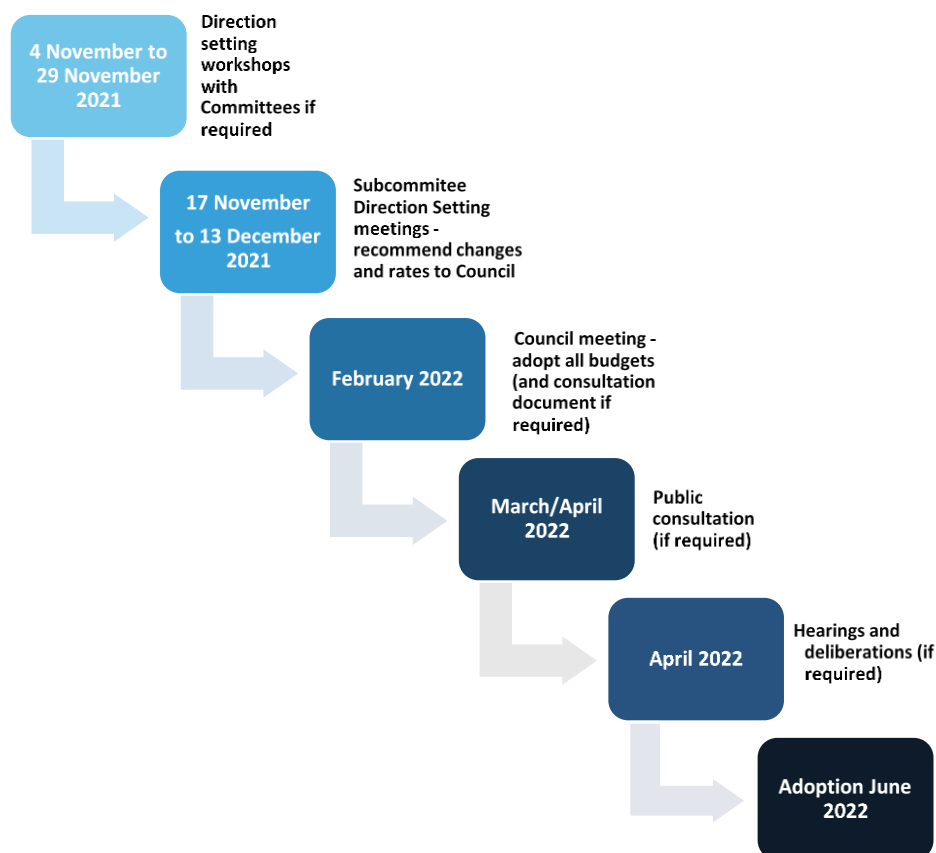 4 November to
29 November
2021
Direction
setting
workshops
with
Committees if
required
17 November
to 13 December
2021
Subcommitee
Direction Setting
meetings -
recommend changes
and rates to Council
February 2022
Council meeting -
adopt all budgets
(and consultation
document if
required)
March/April
2022
Public
consultation
(if required)
April 2022
Hearings and
deliberations (if
required)
Adoption June
2022